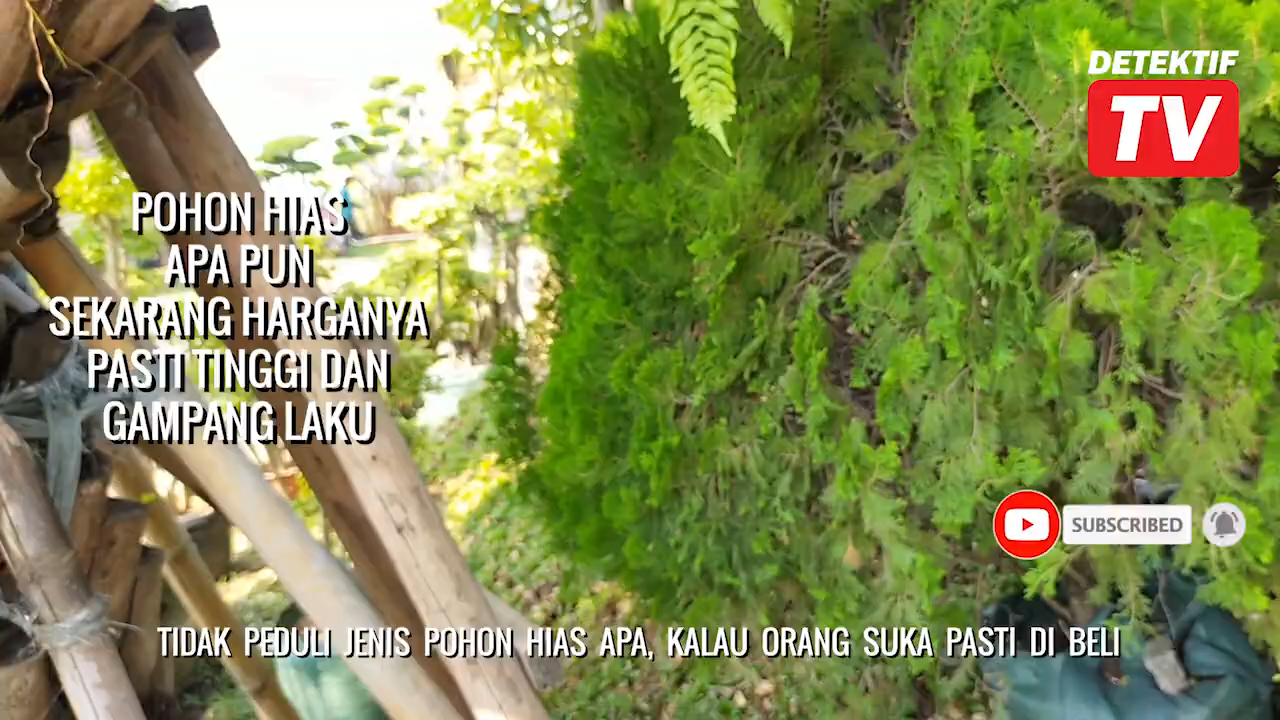 DETEKTIF
TV
POHON HIAS
APA PUN
SEKARANG HARGANYA
PASTI TINGGI DAN
GAMPANG LAKU
SUBSCRIBED
TIDAK PEDULI JENIS POHON HIAS APA, KALAU ORANG SUKA PASTI DI BELI